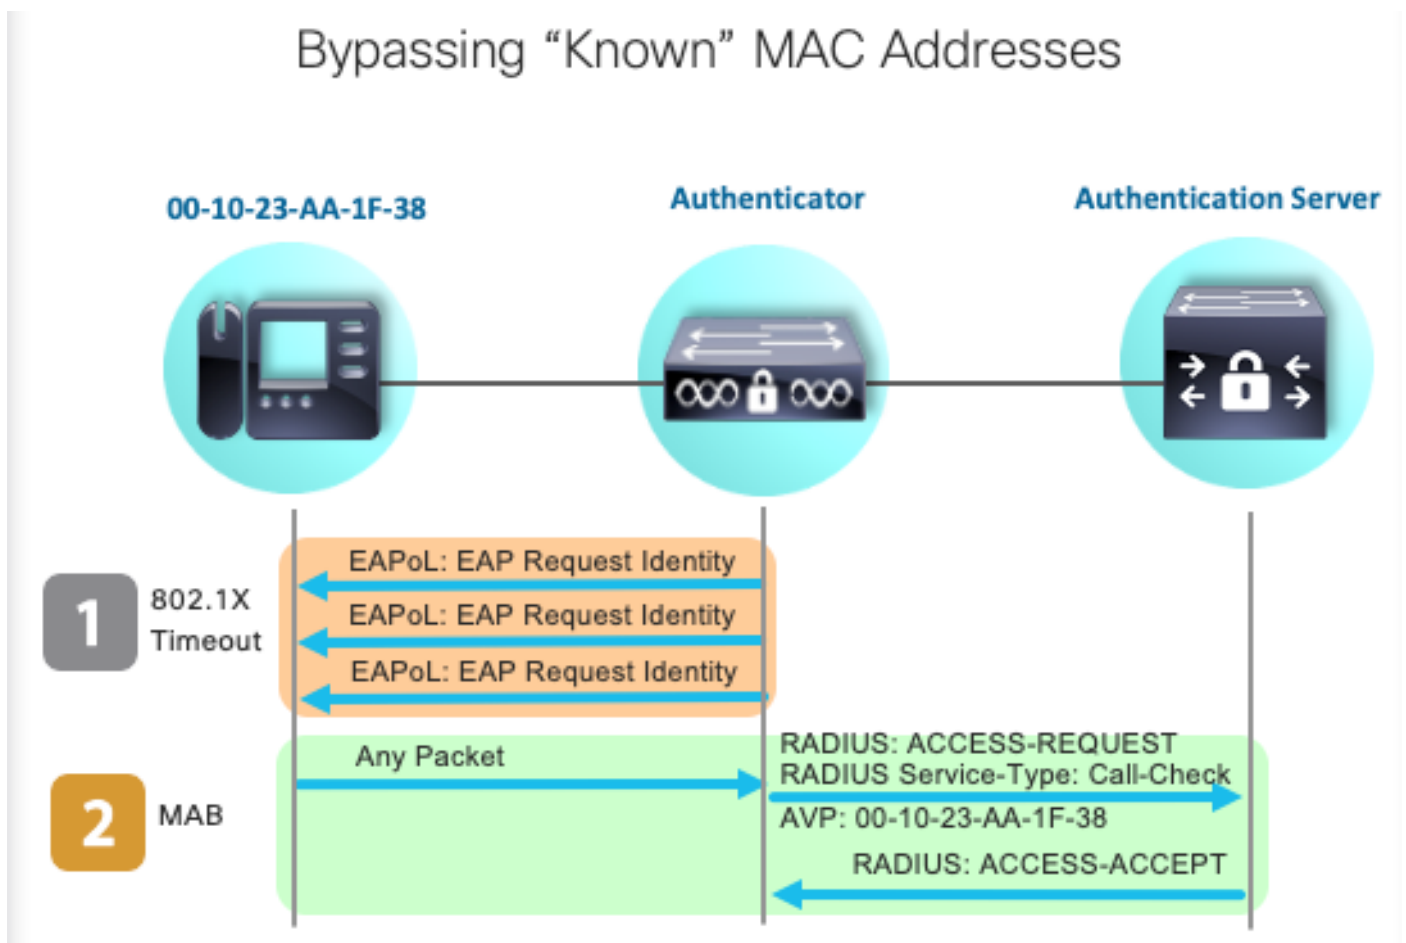 Bypassing “Known” MAC Addresses
00-10-23-AA-1F-38
Authenticator
Authentication Server
1
802.1X
Timeout
EAPoL: EAP Request Identity
EAPoL: EAP Request Identity
EAPoL: EAP Request Identity
2
MAB
Any Packet
RADIUS: ACCESS-REQUEST
RADIUS Service-Type: Call-Check
AVP: 00-10-23-AA-1F-38
RADIUS: ACCESS-ACCEPT